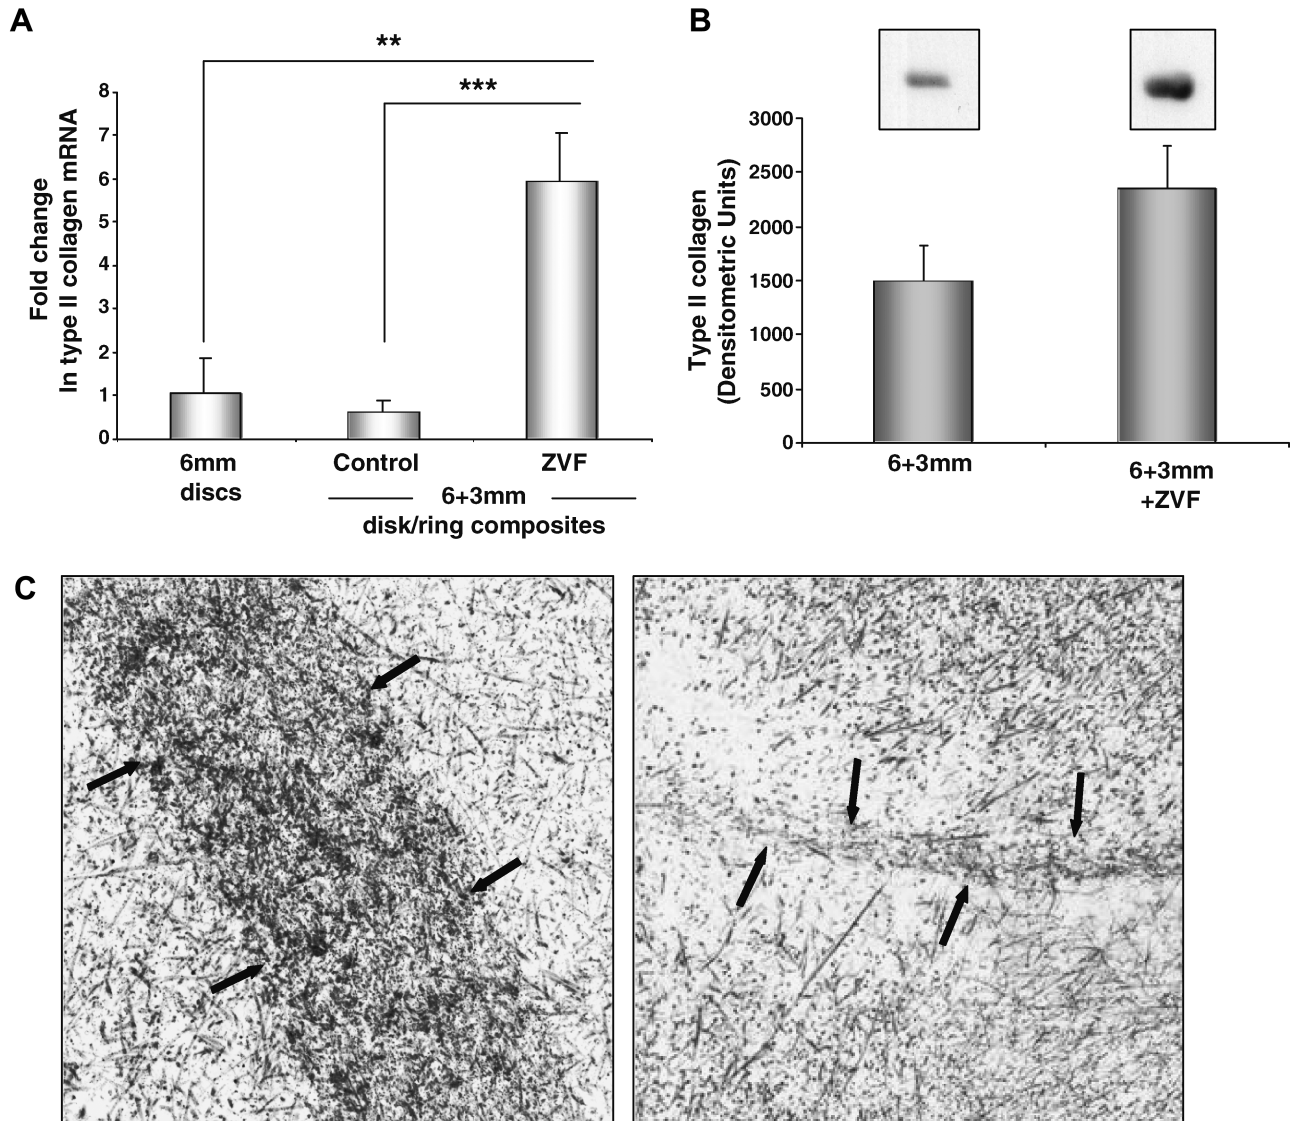 A
**
***
8
7
6
5
4
3
2
1
0
Fold change
In type II collagen mRNA
6mm
discs
Control
ZVF
6+3mm
disk/ring composites
B
3000
2500
2000
1500
1000
500
0
Type II collagen
(Densitometric Units)
6+3mm
6+3mm
+ZVF
C